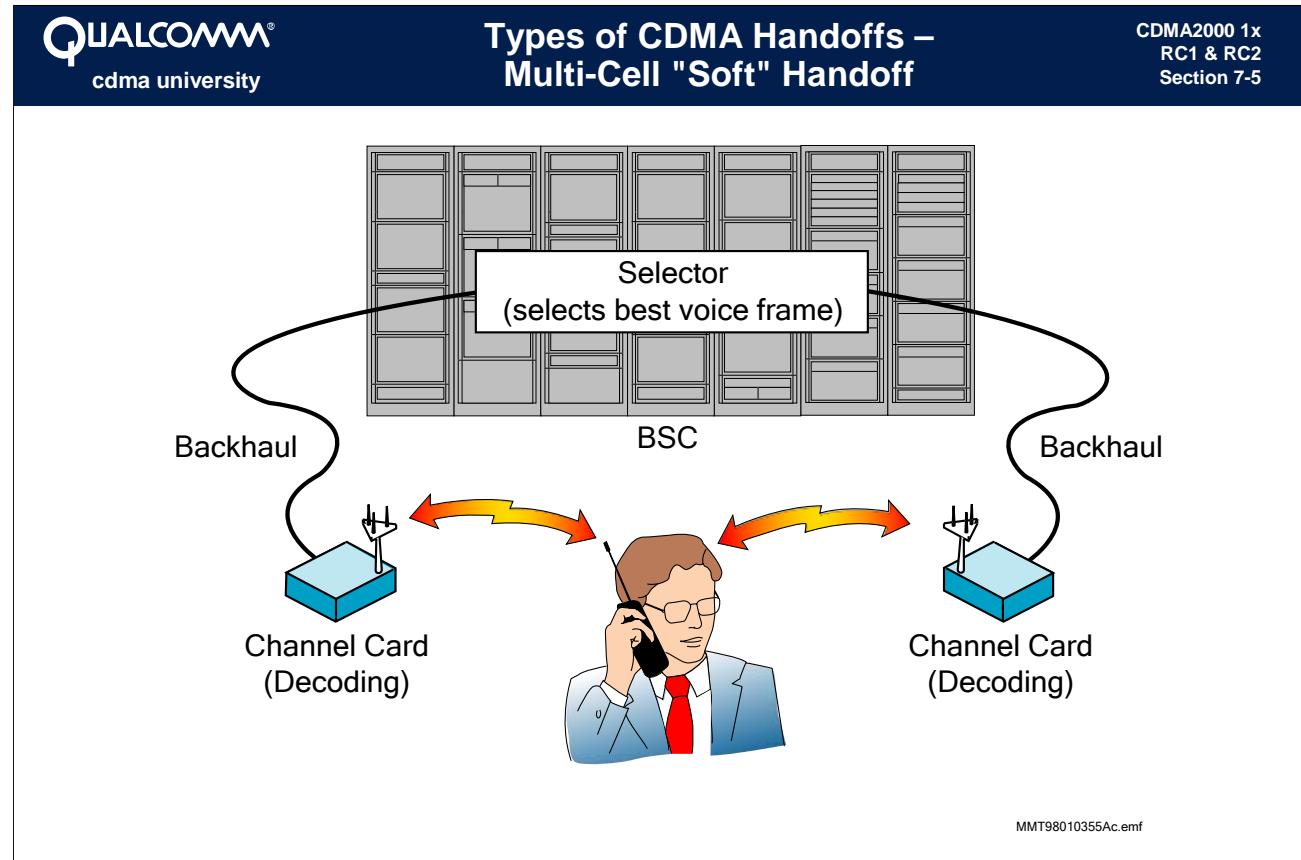 QUALCOMM®
cdma university
Types of CDMA Handoffs –
Multi-Cell "Soft" Handoff
CDMA2000 1x
RC1 & RC2
Section 7-5
Selector
(selects best voice frame)
BSC
Backhaul
Backhaul
Channel Card
(Decoding)
Channel Card
(Decoding)
MMT98010355Ac.emf